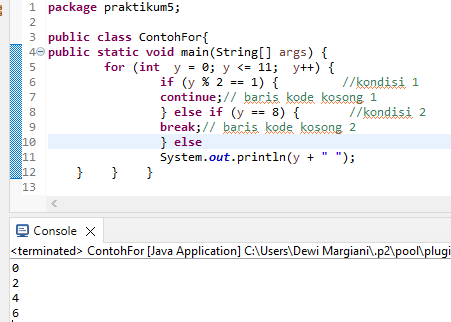 1 package praktikum5;
2
3 public class ContohFor{
4 public static void main(String[] args) {
5 for (int  y = 0; y <= 11;  y++) {
6 if (y % 2 == 1) {         //kondisi 1
7 continue;// baris kode kosong 1
8 } else if (y == 8) {       //kondisi 2
9 break;// baris kode kosong 2
10 } else
11 System.out.println(y + " ");
12 }    }    }
13
Console
<terminated> ContohFor [Java Application] C:\Users\Dewi Margiani\.p2\pool\plugi
0
2
4
6